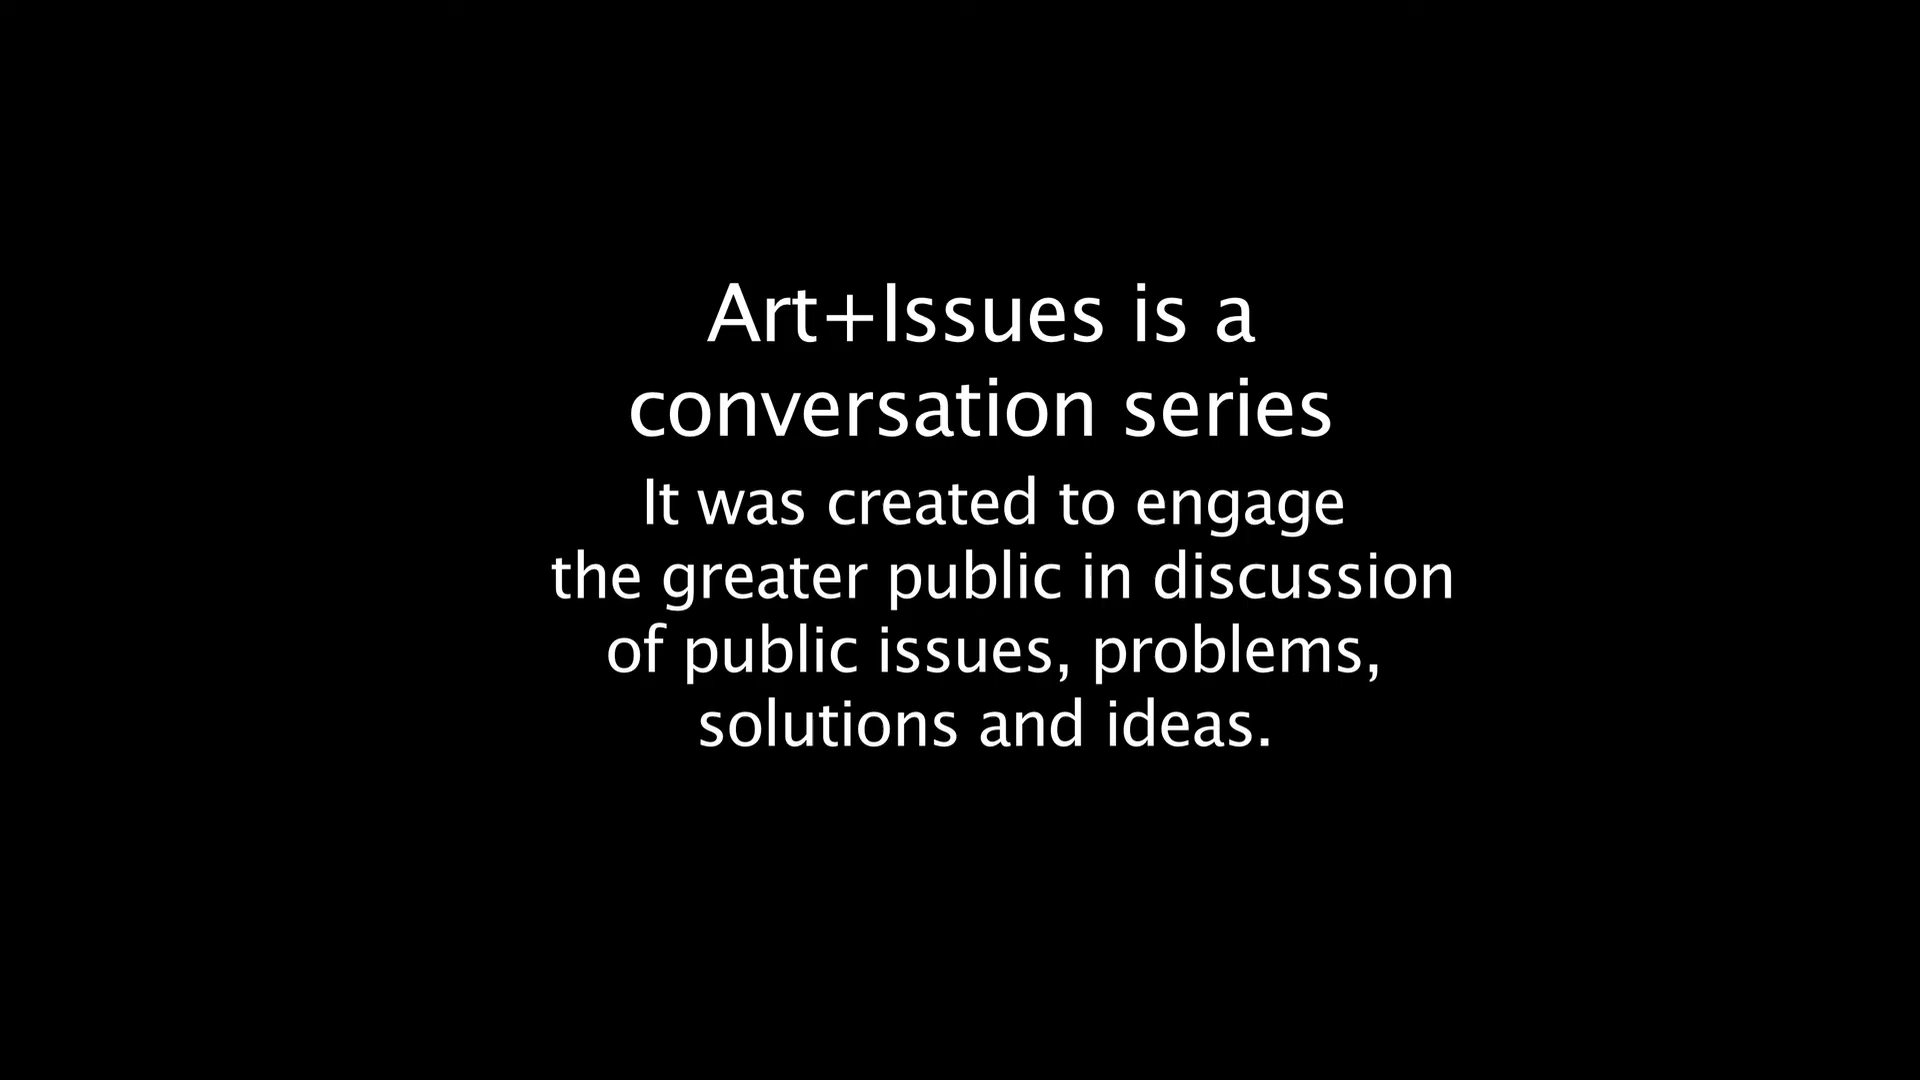 Art+Issues is a
conversation series
It was created to engage
the greater public in discussion
of public issues, problems,
solutions and ideas.